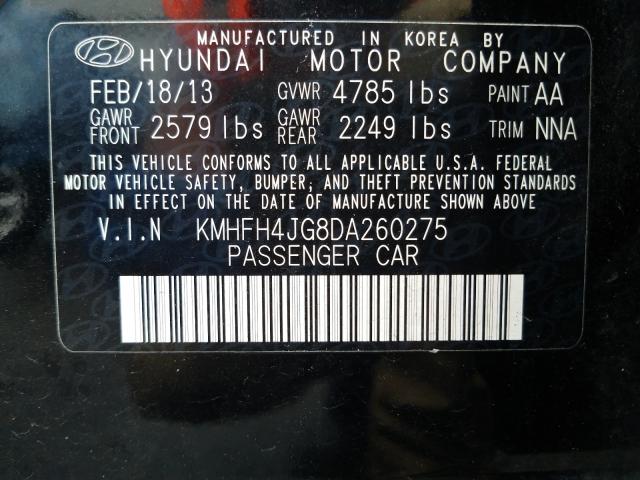 MANUFACTURED IN KOREA BY
HYUNDAI MOTOR COMPANY
FEB/18/13 GVWR 4785 lbs PAINT AA
GAWR FRONT 2579 lbs GAWR REAR 2249 lbs TRIM NNA
THIS VEHICLE CONFORMS TO ALL APPLICABLE U.S.A. FEDERAL
MOTOR VEHICLE SAFETY, BUMPER, AND THEFT PREVENTION STANDARDS
IN EFFECT ON THE DATE OF MANUFACTURE SHOWN ABOVE
V.I.N KMHFH4JG8DA260275
PASSENGER CAR